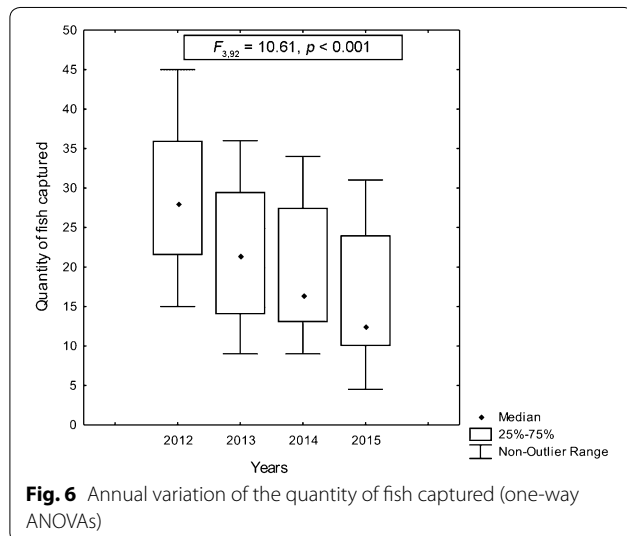 F3,92 = 10.61, p < 0.001
50
45
40
35
30
25
20
15
10
5
0
Quantity of fish captured
2012 2013 2014 2015
Years
Median
25%-75%
Non-Outlier Range
Fig. 6 Annual variation of the quantity of fish captured (one-way
ANOVAs)